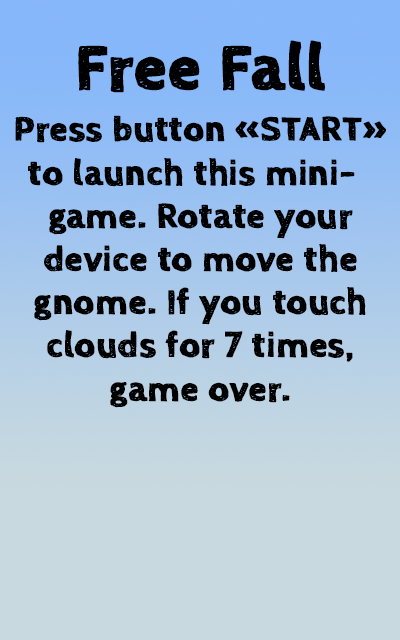 Free Fall
Press button «START»
to launch this mini-
game. Rotate your
device to move the
gnome. If you touch
clouds for 7 times,
game over.